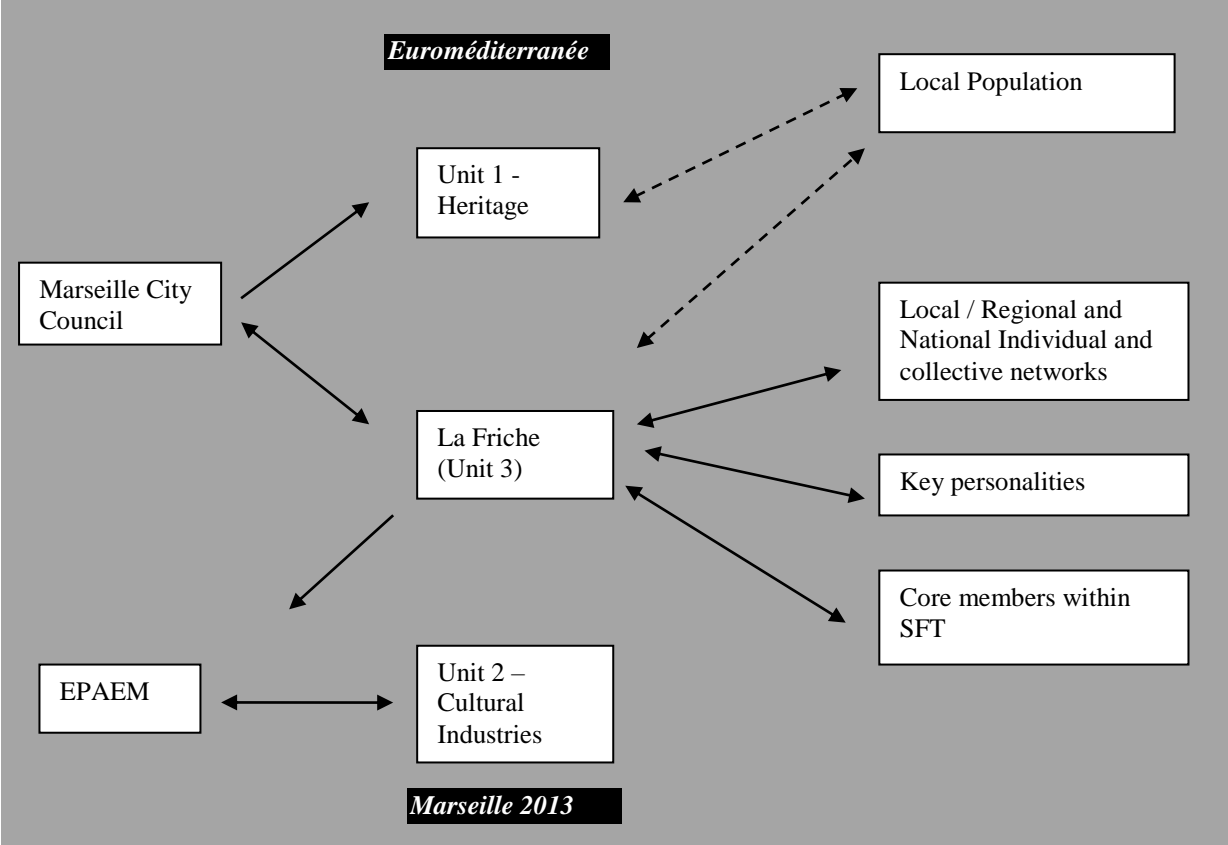 Euroméditerranée
Local Population
Unit 1 -
Heritage
Marseille City
Council
Local / Regional and
National Individual and
collective networks
La Friche
(Unit 3)
Key personalities
Core members within
SFT
EPAEM
Unit 2 –
Cultural
Industries
Marseille 2013